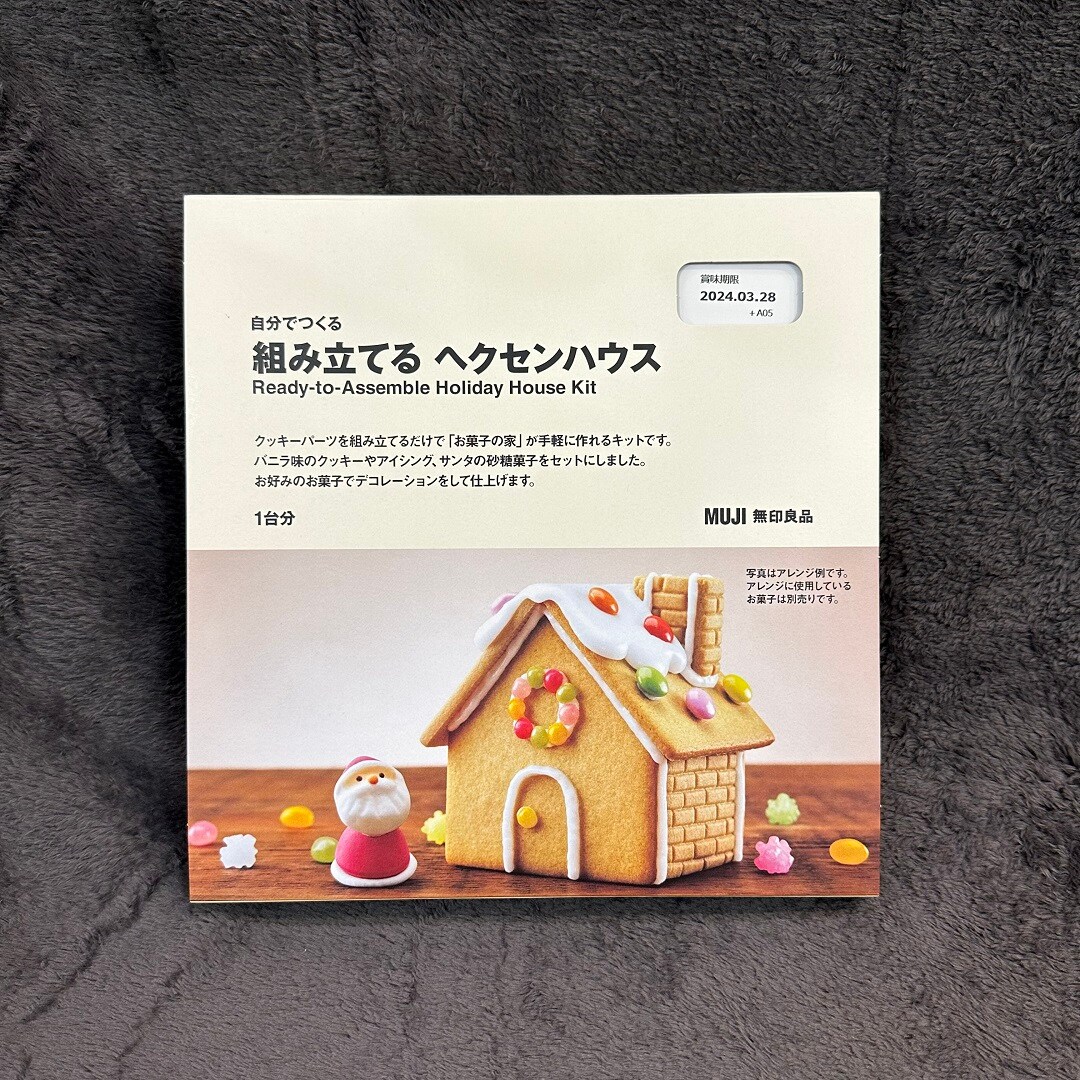 賞味期限
2024.03.28
+A05
自分でつくる
組み立てる ヘクセンハウス
Ready-to-Assemble Holiday House Kit
クッキーパーツを組み立てるだけで「お菓子の家」が手軽に作れるキットです。
バニラ味のクッキーやアイシング、サンタの砂糖菓子をセットにしました。
お好みのお菓子でデコレーションをして仕上げます。
1台分
MUJI 無印良品
写真はアレンジ例です。
アレンジに使用している
お菓子は別売りです。